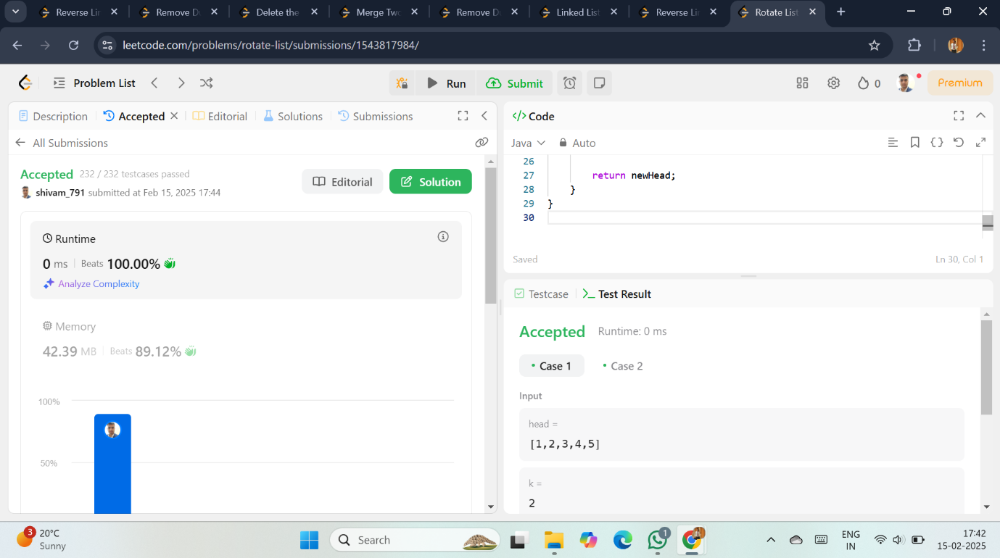 Reverse Lin
Remove Du
Delete the
Merge Two
Remove Du
Linked List
Reverse Lin
Rotate List
leetcode.com/problems/rotate-list/submissions/1543817984/
Problem List
Run
Submit
0
Premium
Description
Accepted
Editorial
Solutions
Submissions
All Submissions
Accepted 232 / 232 testcases passed
shivam_791 submitted at Feb 15, 2025 17:44
Editorial
Solution
Runtime
0 ms Beats 100.00%
Analyze Complexity
Memory
42.39 MB Beats 89.12%
100%
50%
</> Code
Java
Auto
26
27 return newHead;
28 }
29 }
30
Saved
Ln 30, Col 1
Testcase
Test Result
Accepted Runtime: 0 ms
Case 1
Case 2
Input
head =
[1,2,3,4,5]
k =
2
3
20°C
Sunny
Search
1
ENG
IN
17:42
15-02-2025